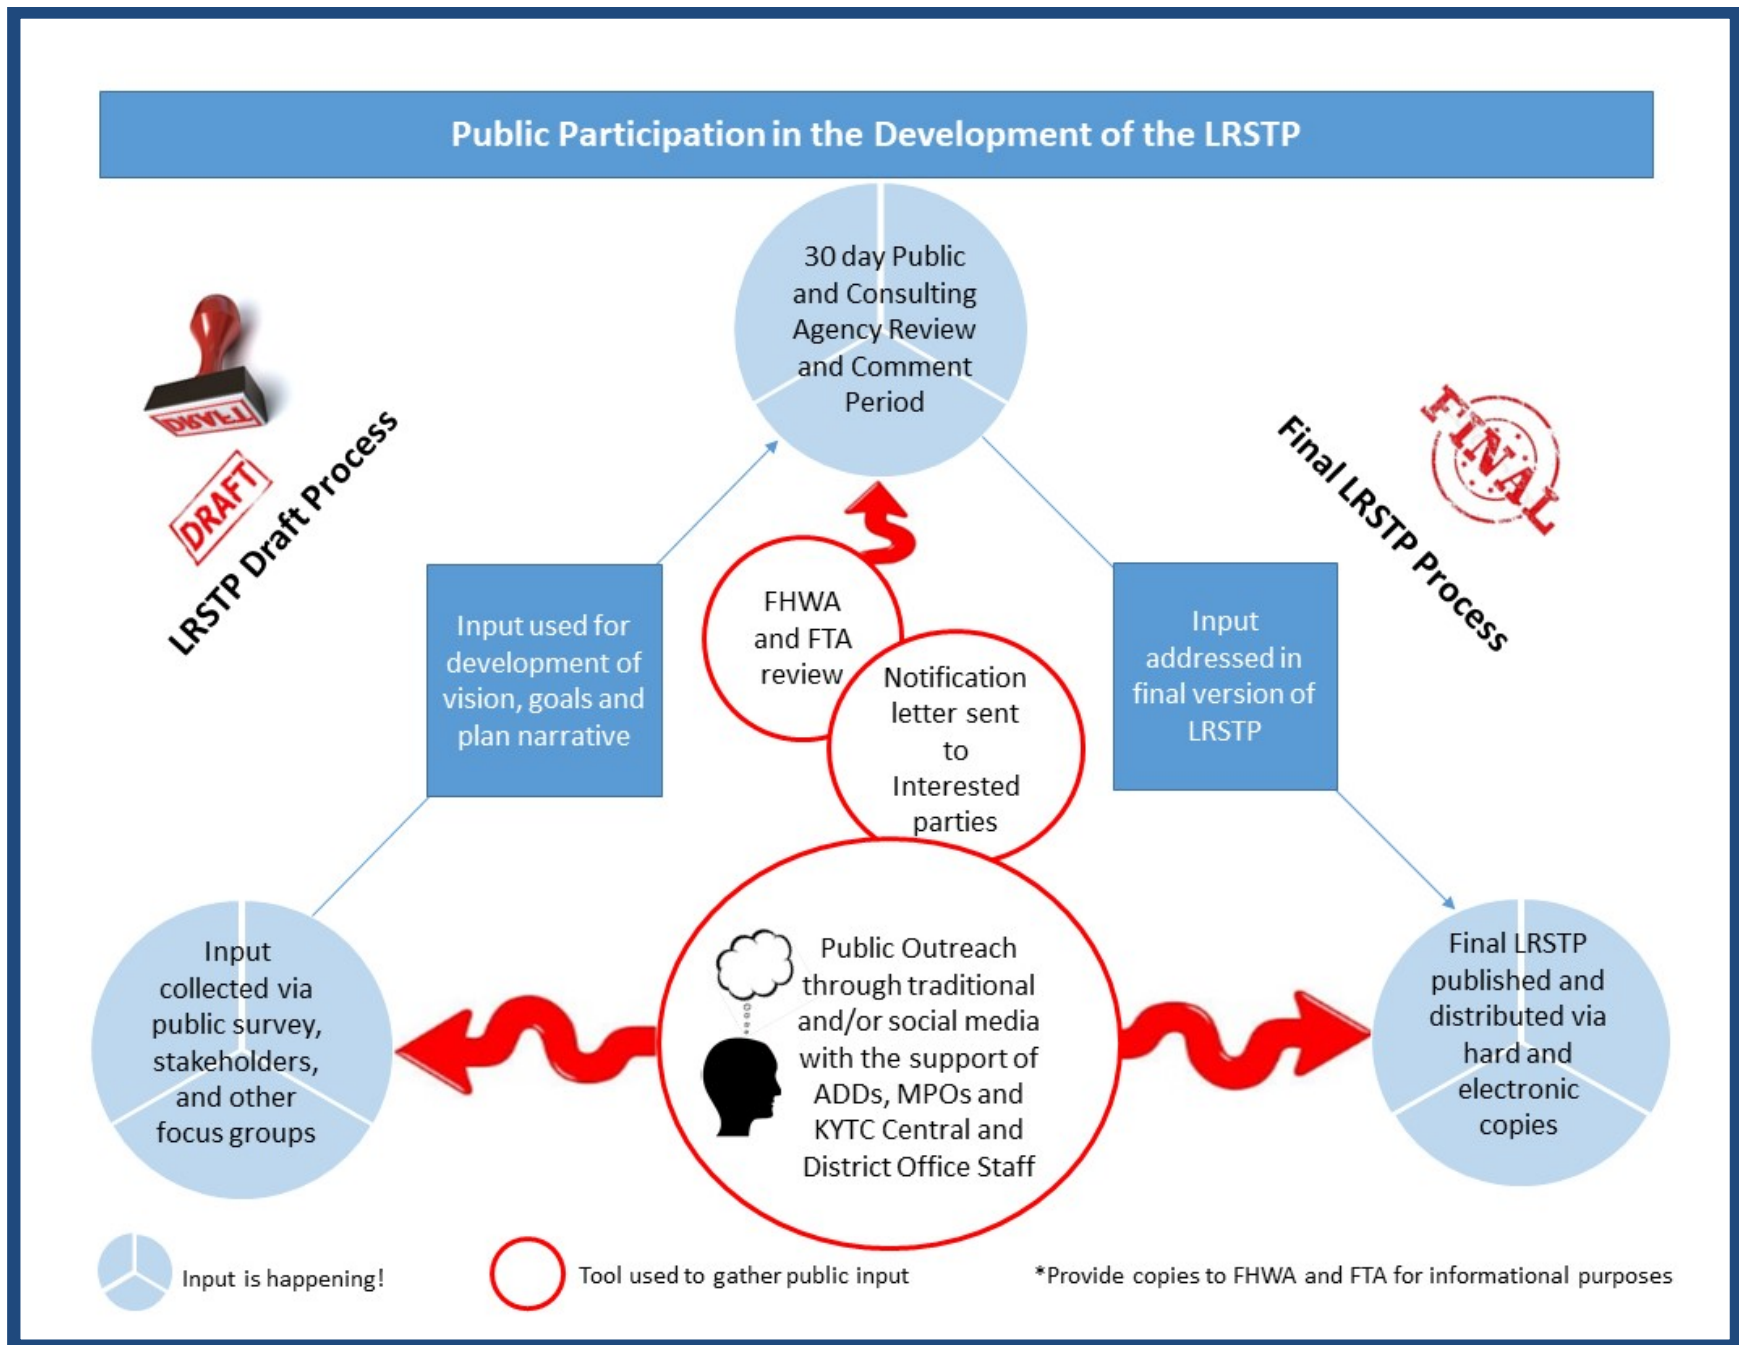 Public Participation in the Development of the LRSTP
30 day Public
and Consulting
Agency Review
and Comment
Period
DRAFT
DRAFT
LRSTP Draft Process
FINAL
Final LRSTP Process
Input used for
development of
vision, goals and
plan narrative
FHWA
and FTA
review
Notification
letter sent
to
Interested
parties
Input
addressed in
final version of
LRSTP
Input
collected via
public survey,
stakeholders,
and other
focus groups
Public Outreach
through traditional
and/or social media
with the support of
ADDs, MPOs and
KYTC Central and
District Office Staff
Final LRSTP
published and
distributed via
hard and
electronic
copies
Input is happening!
Tool used to gather public input
*Provide copies to FHWA and FTA for informational purposes